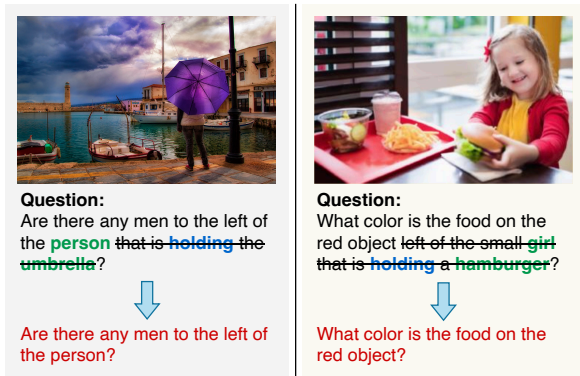 Question:
Are there any men to the left of
the person that is holding the
umbrella?
Are there any men to the left of
the person?
Question:
What color is the food on the
red object left of the small girl
that is holding a hamburger?
What color is the food on the
red object?